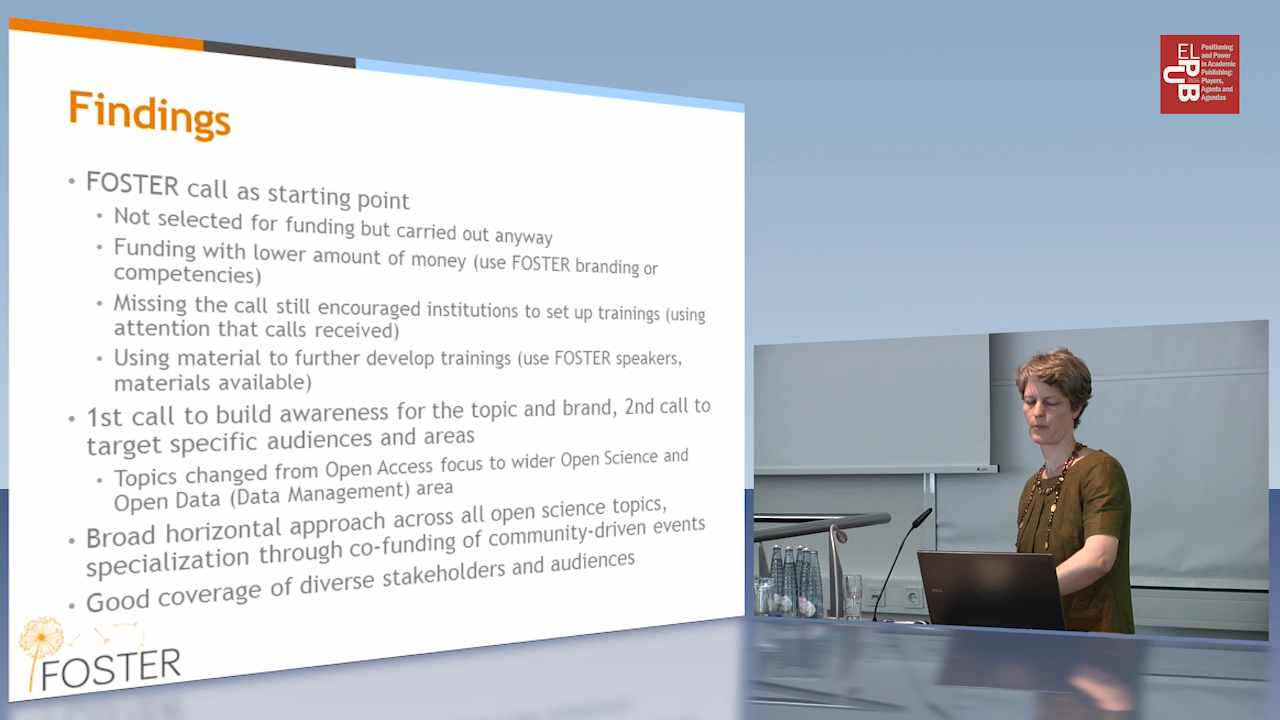 Findings
• FOSTER call as starting point
• Not selected for funding but carried out anyway
• Funding with lower amount of money (use FOSTER branding or
competencies)
• Missing the call still encouraged institutions to set up trainings (using
attention that calls received)
• Using material to further develop trainings (use FOSTER speakers,
materials available)
• 1st call to build awareness for the topic and brand, 2nd call to
target specific audiences and areas
• Topics changed from Open Access focus to wider Open Science and
Open Data (Data Management) area
• Broad horizontal approach across all open science topics,
specialization through co-funding of community-driven events
• Good coverage of diverse stakeholders and audiences
FOSTER
ELPUB
2016
Positioning
and Power
in Academic
Publishing:
Players,
Agents and
Agendas